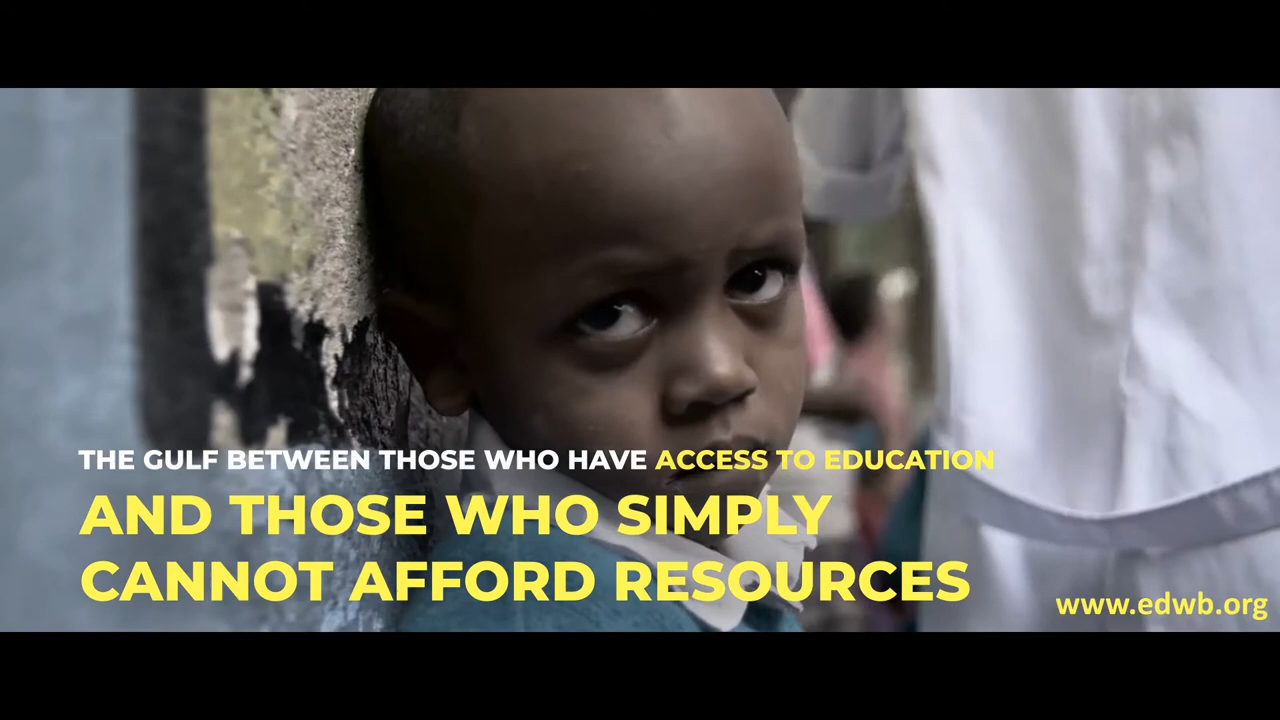 THE GULF BETWEEN THOSE WHO HAVE ACCESS TO EDUCATION
AND THOSE WHO SIMPLY
CANNOT AFFORD RESOURCES
www.edwb.org